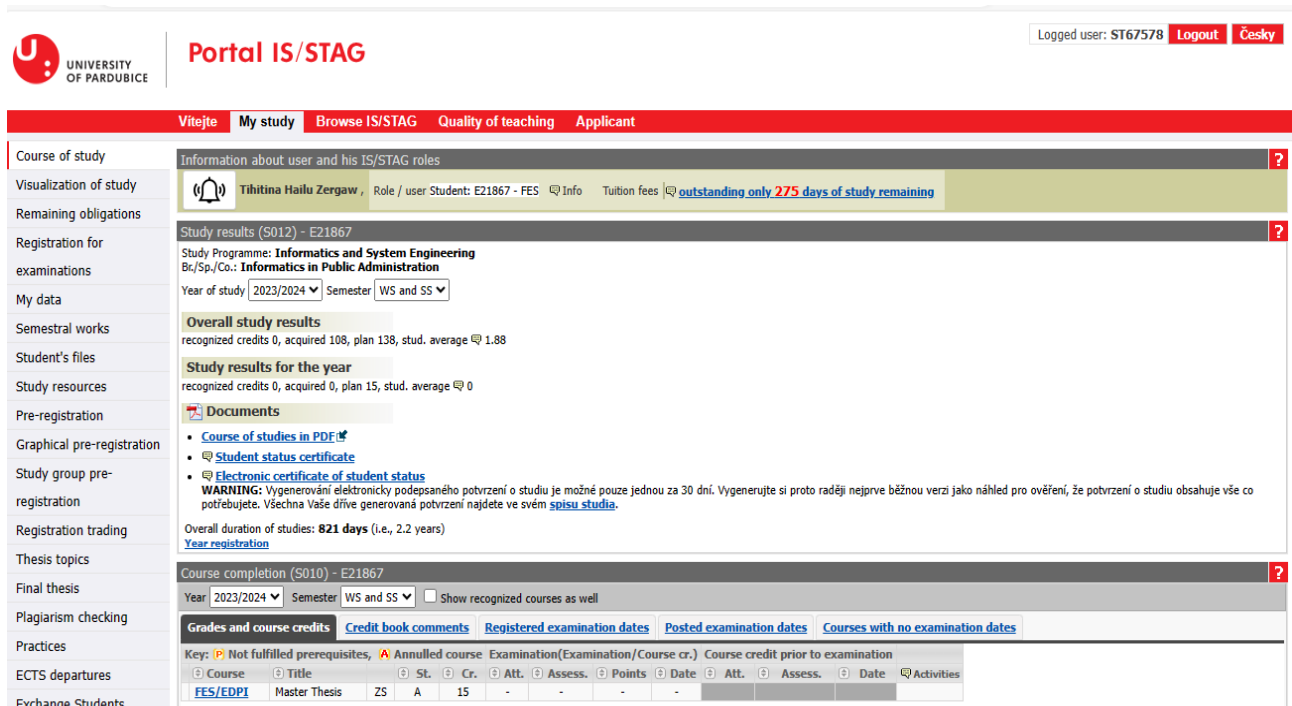 UNIVERSITY
OF PARDUBICE
Portal IS/STAG
Logged user: ST67578 Logout Česky
Vítejte My study Browse IS/STAG Quality of teaching Applicant
Course of study
Visualization of study
Remaining obligations
Registration for
examinations
My data
Semestral works
Student's files
Study resources
Pre-registration
Graphical pre-registration
Study group pre-
registration
Registration trading
Thesis topics
Final thesis
Plagiarism checking
Practices
ECTS departures
Exchange Students
Information about user and his IS/STAG roles ?
Tihitina Hailu Zergaw , Role / user Student: E21867 - FES Info Tuition fees outstanding only 275 days of study remaining
Study results (S012) - E21867 ?
Study Programme: Informatics and System Engineering
Br./Sp./Co.: Informatics in Public Administration
Year of study 2023/2024 Semester WS and SS
Overall study results
recognized credits 0, acquired 108, plan 138, stud. average 1.88
Study results for the year
recognized credits 0, acquired 0, plan 15, stud. average 0
Documents
• Course of studies in PDF
• Student status certificate
• Electronic certificate of student status
WARNING: Vygenerování elektronicky podepsaného potvrzení o studiu je možné pouze jednou za 30 dní. Vygenerujte si proto raději nejprve běžnou verzi jako náhled pro ověření, že potvrzení o studiu obsahuje vše co
potřebujete. Všechna Vaše dříve generovaná potvrzení najdete ve svém spisu studia.
Overall duration of studies: 821 days (i.e., 2.2 years)
Year registration
Course completion (S010) - E21867 ?
Year 2023/2024 Semester WS and SS Show recognized courses as well
Grades and course credits Credit book comments Registered examination dates Posted examination dates Courses with no examination dates
Key: P Not fulfilled prerequisites, A Annulled course Examination(Examination/Course cr.) Course credit prior to examination
Course Title St. Cr. Att. Assess. Points Date Att. Assess. Date Activities
FES/EDPI Master Thesis ZS A 15 - - - -